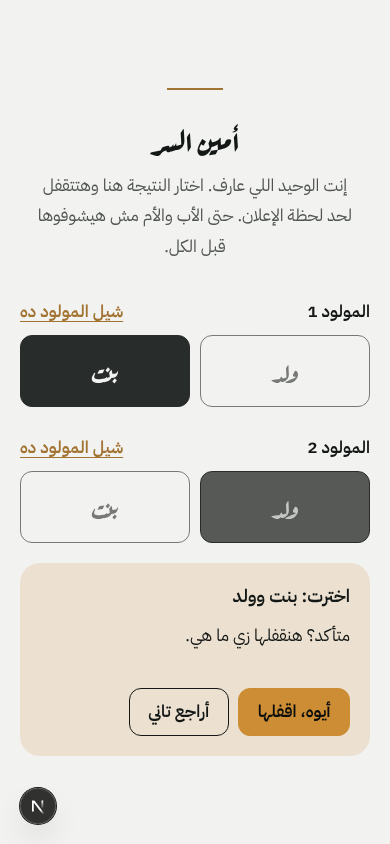 أمين السر
إنت الوحيد اللي عارف. اختار النتيجة هنا وهتتقفل
لحد لحظة الإعلان. حتى الأب والأم مش هيشوفوها
قبل الكل.
المولود 1
شيل المولود ده
ولد
بنت
المولود 2
شيل المولود ده
ولد
بنت
اخترت: بنت وولد
متأكد؟ هنقفلها زي ما هي.
أيوه، اقفلها
أراجع تاني
N